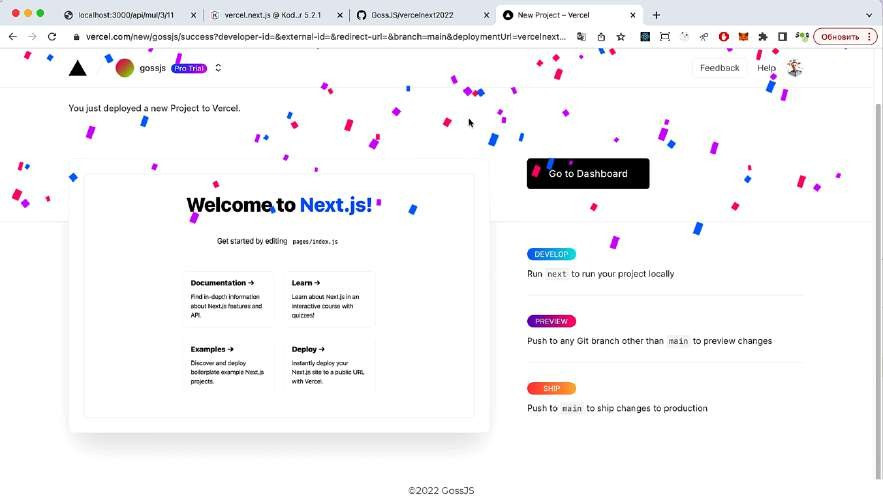 localhost:3000/api/mul/3/11
vercel.next.js @ Kod..r 5.2.1
GossJS/vercelnext2022
New Project – Vercel
vercel.com/new/gossjs/success?developer-id=&external-id=&redirect-url=&branch=main&deploymentUrl=vercelnext...
Обновить
gossjs
Pro Trial
Feedback
Help
You just deployed a new Project to Vercel.
Go to Dashboard
Welcome to Next.js!
Get started by editing pages/index.js
Documentation →
Find in-depth information
about Next.js features and
API.
Learn →
Learn about Next.js in an
interactive course with
quizzes!
Examples →
Discover and deploy
boilerplate example Next.js
projects.
Deploy →
Instantly deploy your
Next.js site to a public URL
with Vercel.
DEVELOP
Run next to run your project locally
PREVIEW
Push to any Git branch other than main to preview changes
SHIP
Push to main to ship changes to production
©2022 GossJS